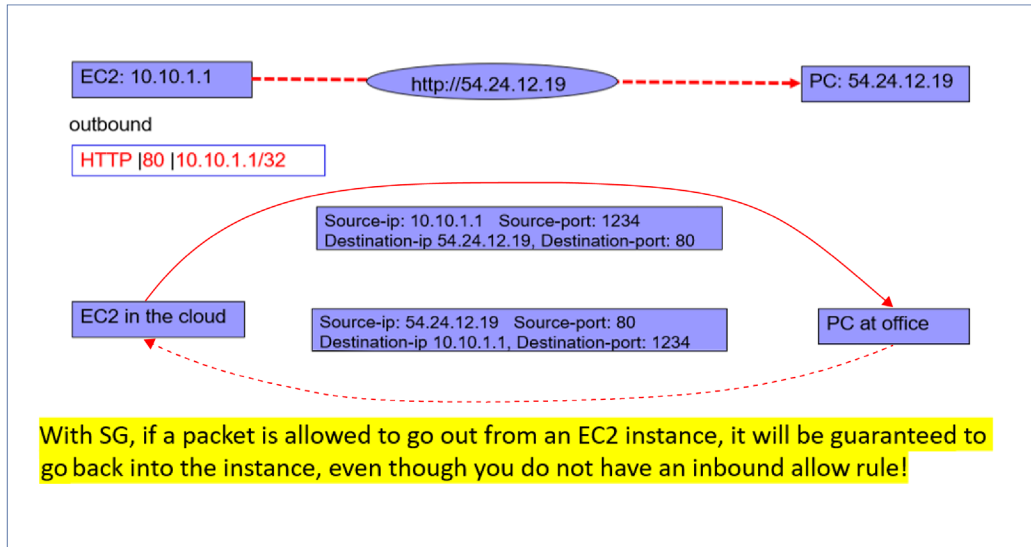 EC2: 10.10.1.1
http://54.24.12.19
PC: 54.24.12.19
outbound
HTTP |80 |10.10.1.1/32
Source-ip: 10.10.1.1 Source-port: 1234
Destination-ip 54.24.12.19, Destination-port: 80
EC2 in the cloud
Source-ip: 54.24.12.19 Source-port: 80
Destination-ip 10.10.1.1, Destination-port: 1234
PC at office
With SG, if a packet is allowed to go out from an EC2 instance, it will be guaranteed to
go back into the instance, even though you do not have an inbound allow rule!